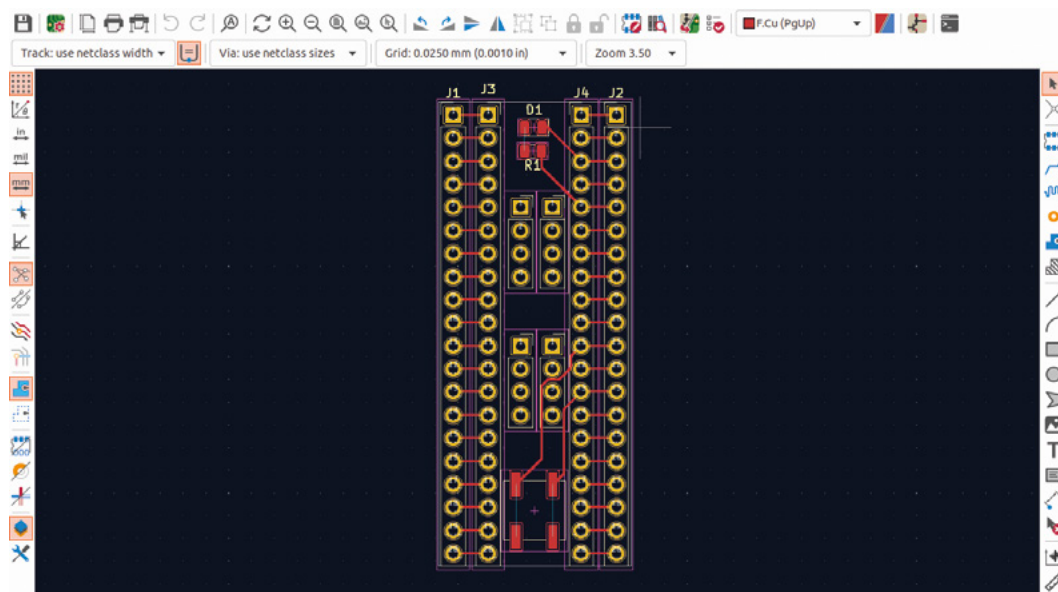 F.Cu (PgUp)
Track: use netclass width
Via: use netclass sizes
Grid: 0.0250 mm (0.0010 in)
Zoom 3.50
in
mil
mm
J1
J3
J4
J2
D1
R1
T